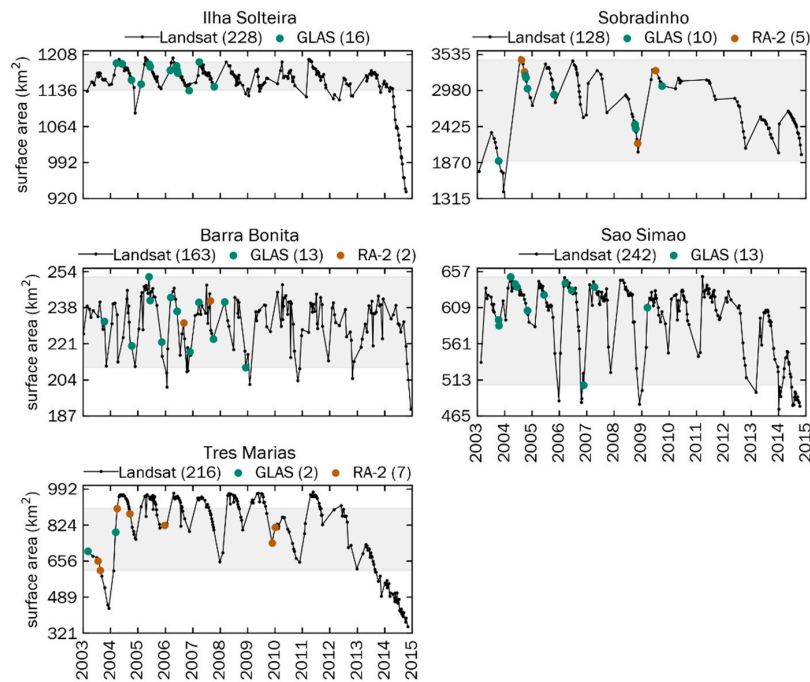 Ilha Solteira
Landsat (228) GLAS (16)
surface area (km²)
1208
1136
1064
992
920
Sobradinho
Landsat (128) GLAS (10) RA-2 (5)
3535
2980
2425
1870
1315
Barra Bonita
Landsat (163) GLAS (13) RA-2 (2)
surface area (km²)
254
238
221
204
187
Sao Simao
Landsat (242) GLAS (13)
657
609
561
513
465
2003 2004 2005 2006 2007 2008 2009 2010 2011 2012 2013 2014 2015
Tres Marias
Landsat (216) GLAS (2) RA-2 (7)
surface area (km²)
992
824
656
489
321
2003 2004 2005 2006 2007 2008 2009 2010 2011 2012 2013 2014 2015